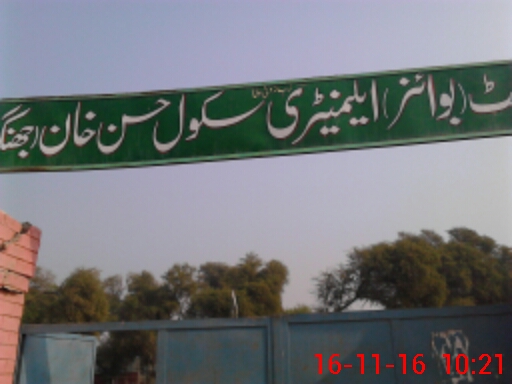 (بوائز) ایلیمنٹری سکول حسن خان (جھنگ
16-11-16 10:21